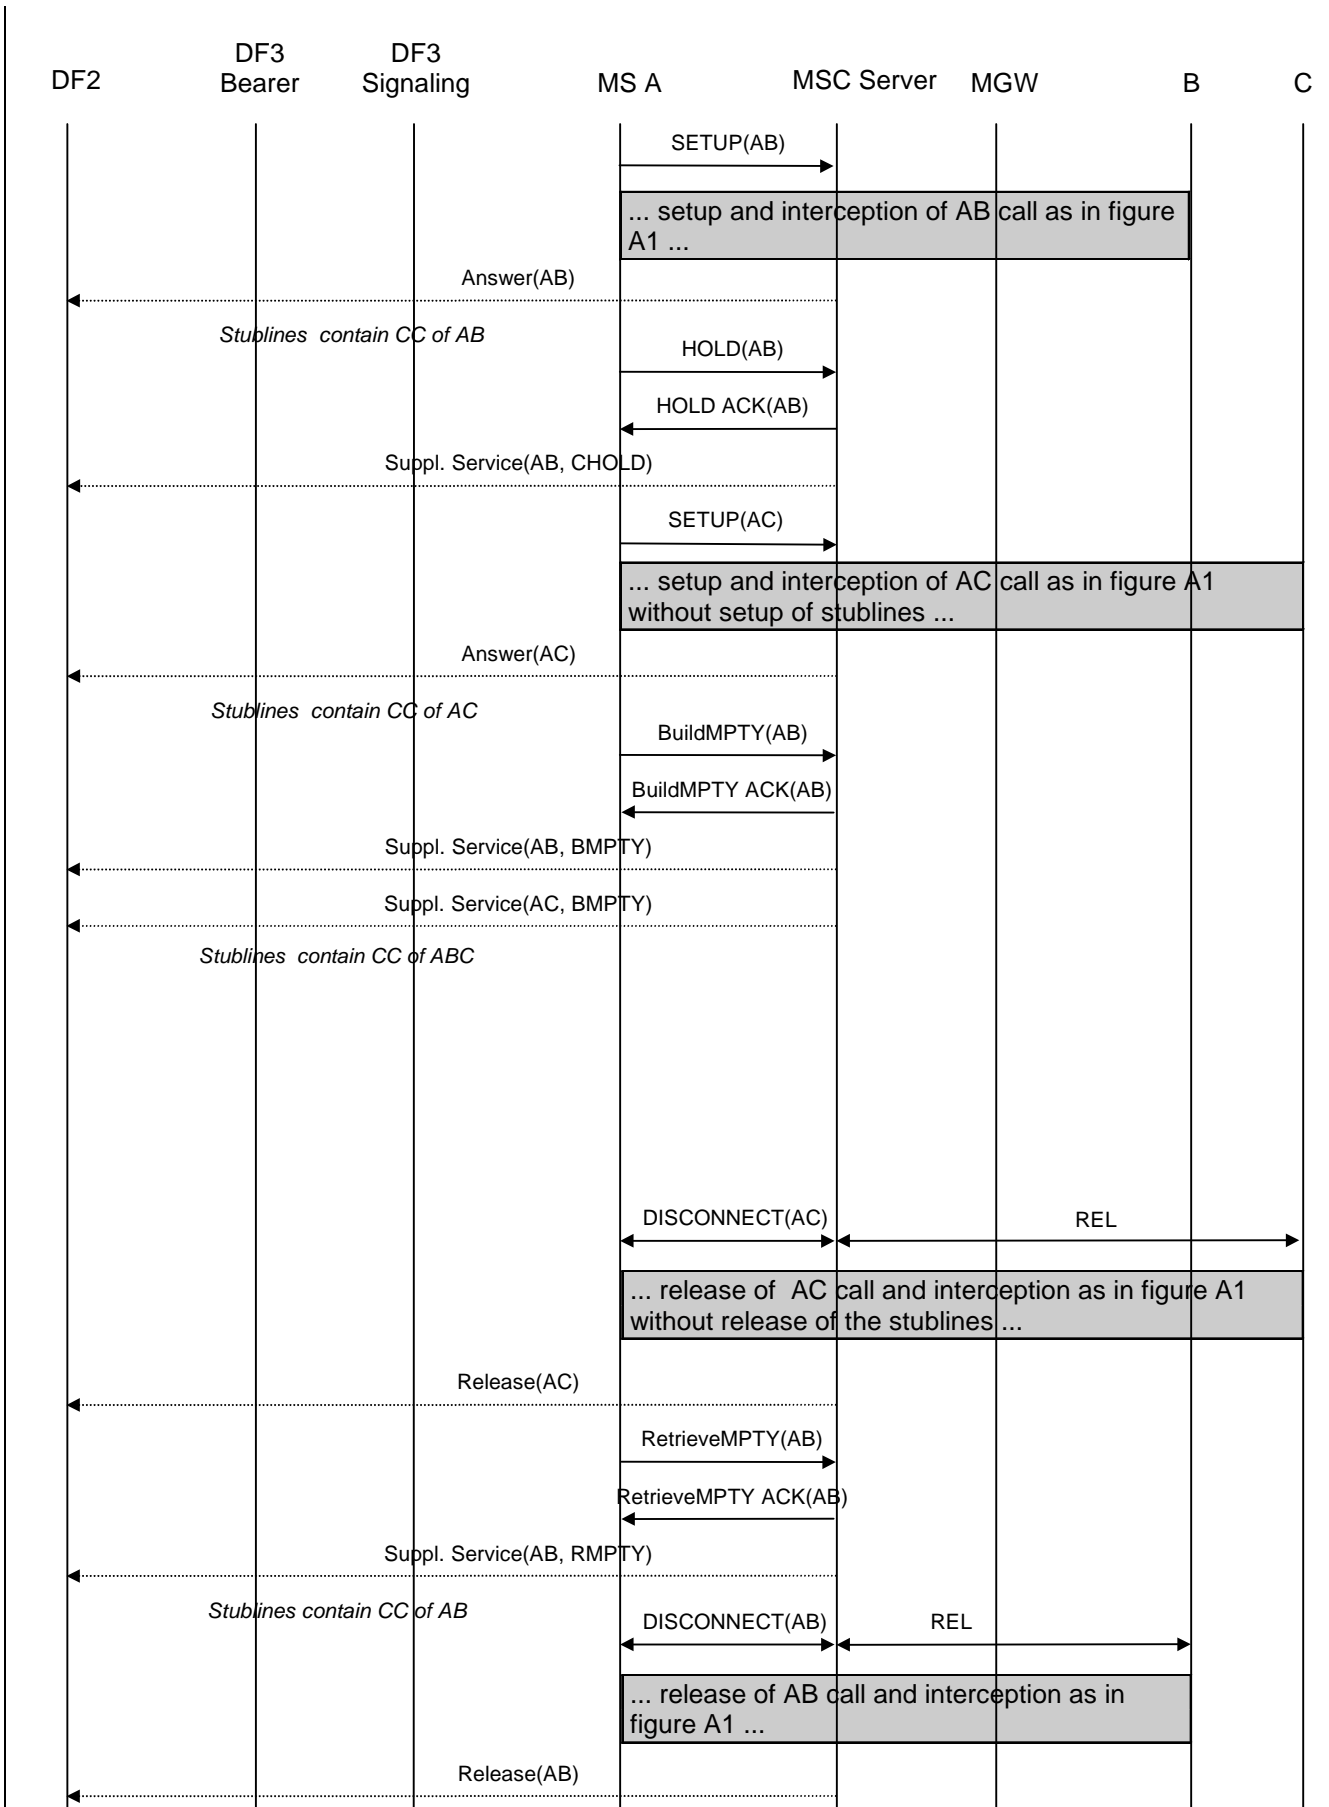 DF2
DF3
Bearer
DF3
Signaling
MS A
MSC Server
MGW
B
C
SETUP(AB)
... setup and interception of AB call as in figure
A1 ...
Answer(AB)
Stublines contain CC of AB
HOLD(AB)
HOLD ACK(AB)
Suppl. Service(AB, CHOLD)
SETUP(AC)
... setup and interception of AC call as in figure A1
without setup of stublines ...
Answer(AC)
Stublines contain CC of AC
BuildMPTY(AB)
BuildMPTY ACK(AB)
Suppl. Service(AB, BMPTY)
Suppl. Service(AC, BMPTY)
Stublines contain CC of ABC
DISCONNECT(AC)
REL
... release of AC call and interception as in figure A1
without release of the stublines ...
Release(AC)
RetrieveMPTY(AB)
RetrieveMPTY ACK(AB)
Suppl. Service(AB, RMPTY)
Stublines contain CC of AB
DISCONNECT(AB)
REL
... release of AB call and interception as in
figure A1 ...
Release(AB)